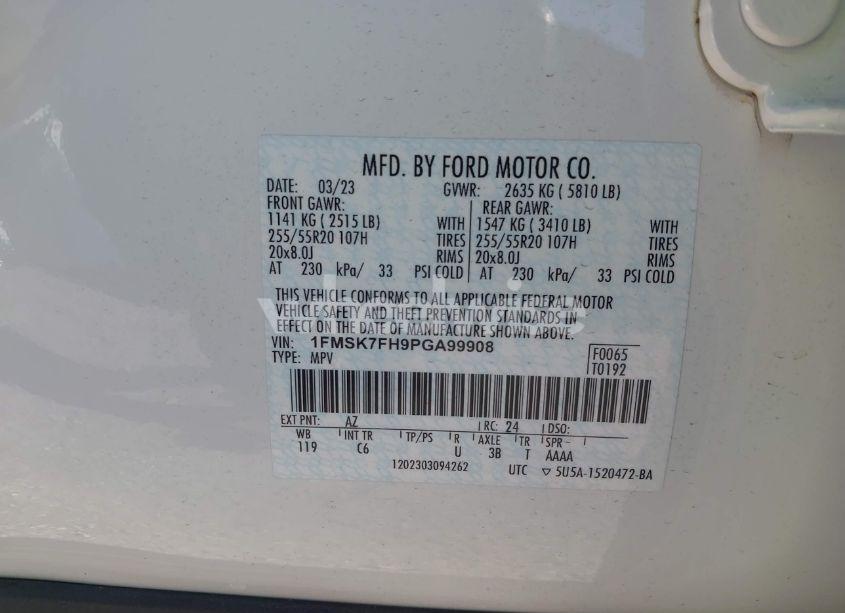 MFD. BY FORD MOTOR CO.
DATE: 03/23 GVWR: 2635 KG ( 5810 LB)
FRONT GAWR: REAR GAWR:
1141 KG ( 2515 LB) WITH 1547 KG ( 3410 LB) WITH
255/55R20 107H TIRES 255/55R20 107H TIRES
20x8.0J RIMS 20x8.0J RIMS
AT 230 kPa/ 33 PSI COLD AT 230 kPa/ 33 PSI COLD
THIS VEHICLE CONFORMS TO ALL APPLICABLE FEDERAL MOTOR
VEHICLE SAFETY AND THEFT PREVENTION STANDARDS IN
EFFECT ON THE DATE OF MANUFACTURE SHOWN ABOVE.
VIN: 1FMSK7FH9PGA99908 F0065
TYPE: MPV T0192
EXT PNT: AZ RC: 24 DSO:
WB INT TR TP/PS R AXLE TR SPR
119 C6 U 3B T AAAA
1202303094262 UTC ▽ 5U5A-1520472-BA